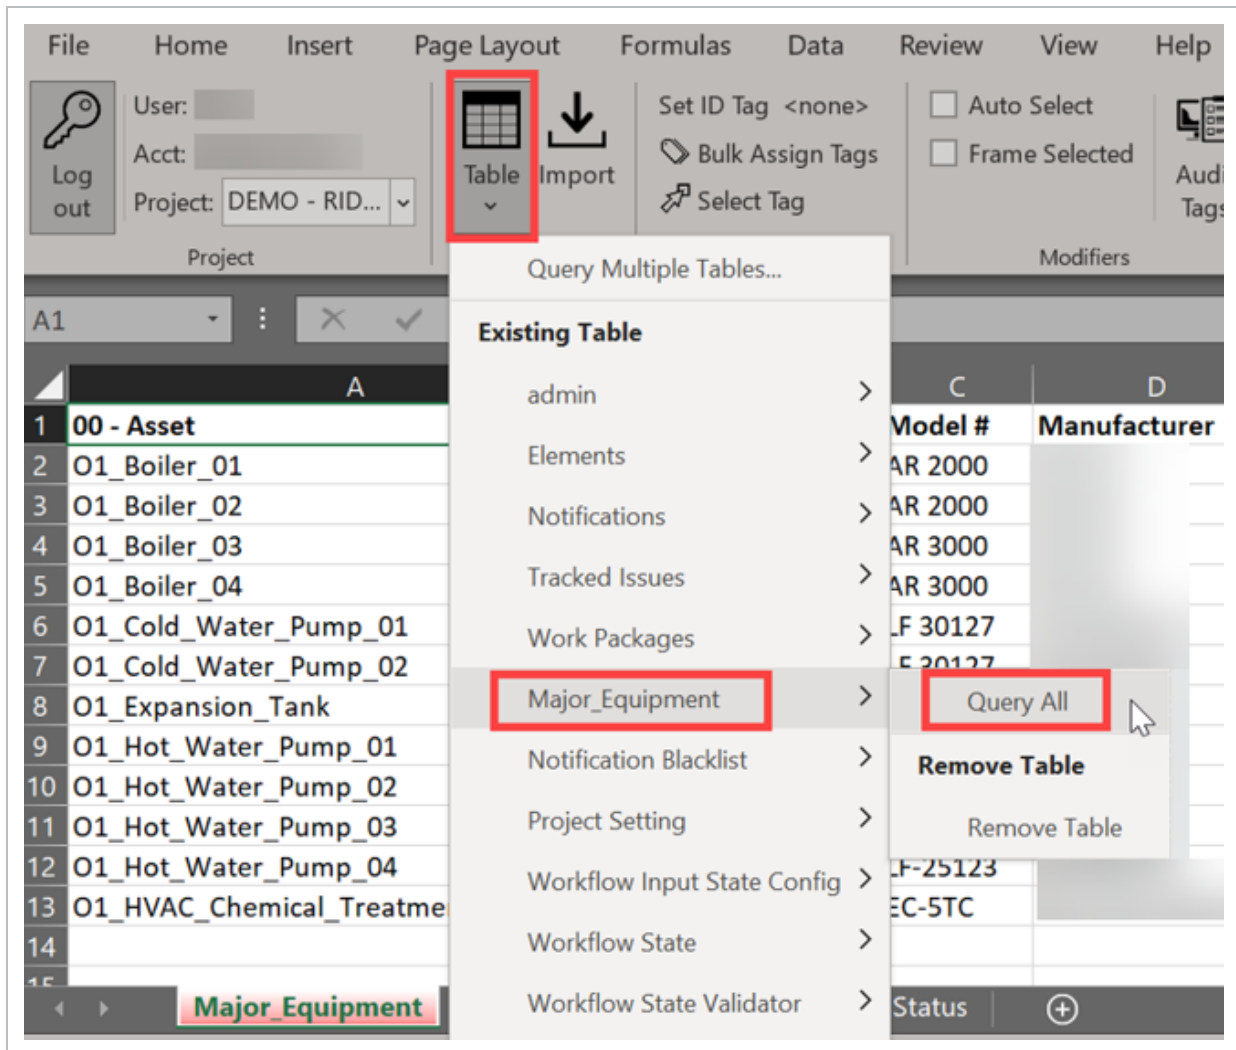 File Home Insert Page Layout Formulas Data Review View Help
User:
Acct:
Project: DEMO - RID...
Log
out
Project
Table
Import
Set ID Tag <none>
Bulk Assign Tags
Select Tag
Auto Select
Frame Selected
Modifiers
Audi
Tags
A1
Query Multiple Tables...
Existing Table
admin
Elements
Notifications
Tracked Issues
Work Packages
Major_Equipment
Notification Blacklist
Project Setting
Workflow Input State Config
Workflow State
Workflow State Validator
Query All
Remove Table
Remove Table
A C D
1 00 - Asset Model # Manufacturer
2 O1_Boiler_01 AR 2000
3 O1_Boiler_02 AR 2000
4 O1_Boiler_03 AR 3000
5 O1_Boiler_04 AR 3000
6 O1_Cold_Water_Pump_01 LF 30127
7 O1_Cold_Water_Pump_02 LF 30127
8 O1_Expansion_Tank
9 O1_Hot_Water_Pump_01
10 O1_Hot_Water_Pump_02
11 O1_Hot_Water_Pump_03
12 O1_Hot_Water_Pump_04 LF-25123
13 O1_HVAC_Chemical_Treatme EC-5TC
14
15
Major_Equipment Status